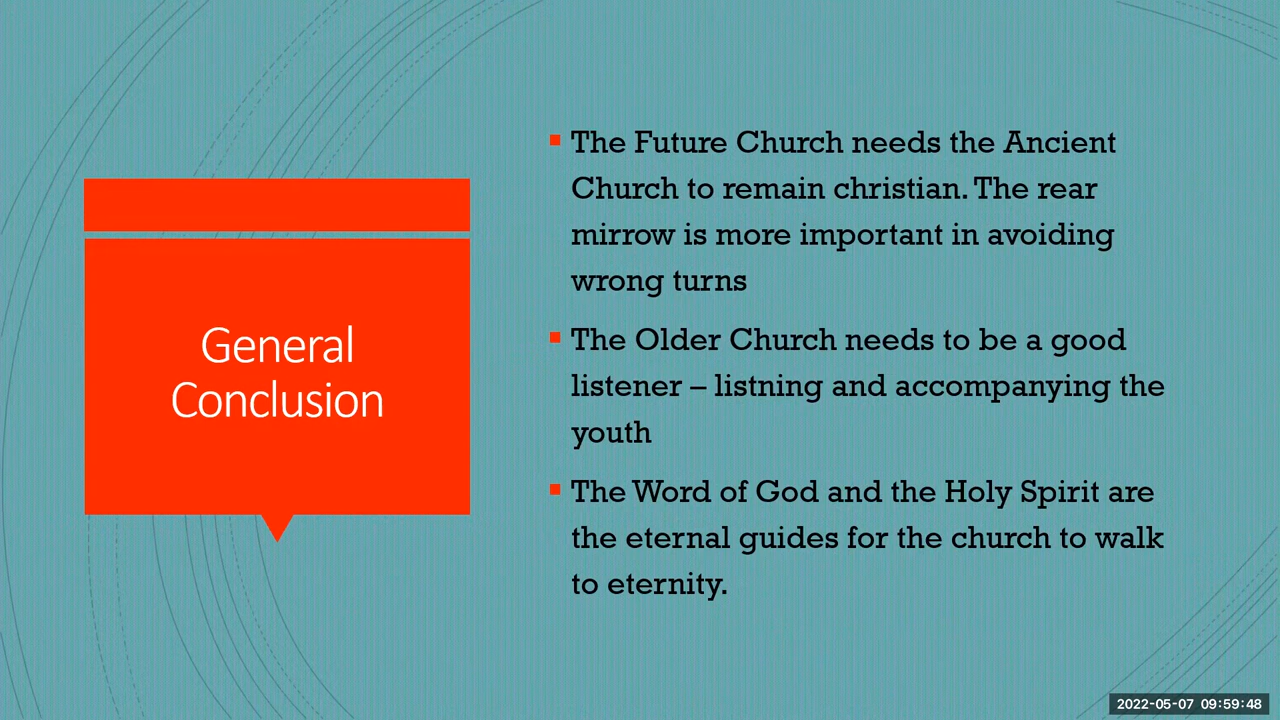 General
Conclusion
The Future Church needs the Ancient
Church to remain christian. The rear
mirrow is more important in avoiding
wrong turns
The Older Church needs to be a good
listener – listning and accompanying the
youth
The Word of God and the Holy Spirit are
the eternal guides for the church to walk
to eternity.
2022-05-07 09:59:48